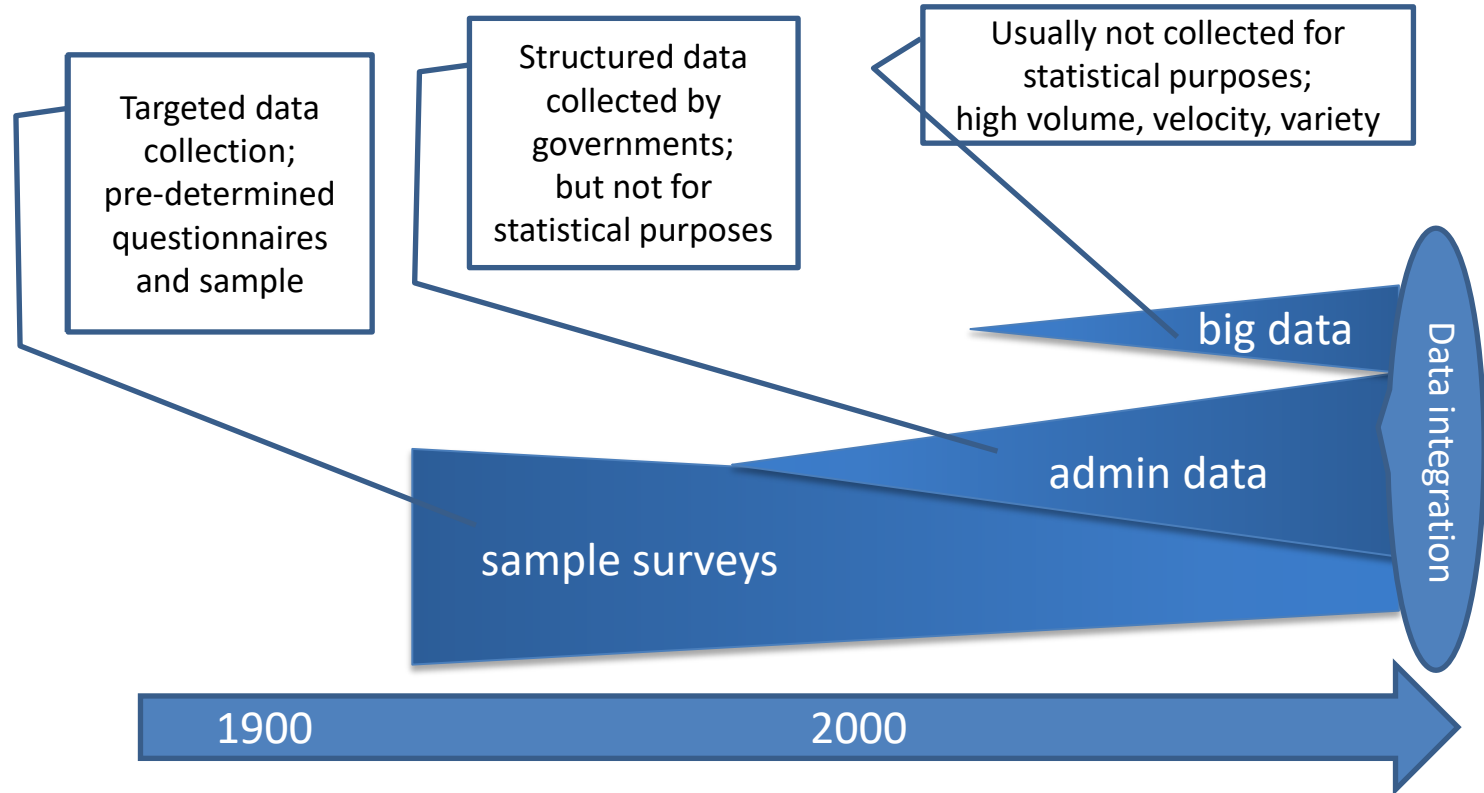 Targeted data
collection;
pre-determined
questionnaires
and sample
Structured data
collected by
governments;
but not for
statistical purposes
Usually not collected for
statistical purposes;
high volume, velocity, variety
big data
admin data
sample surveys
Data integration
1900
2000